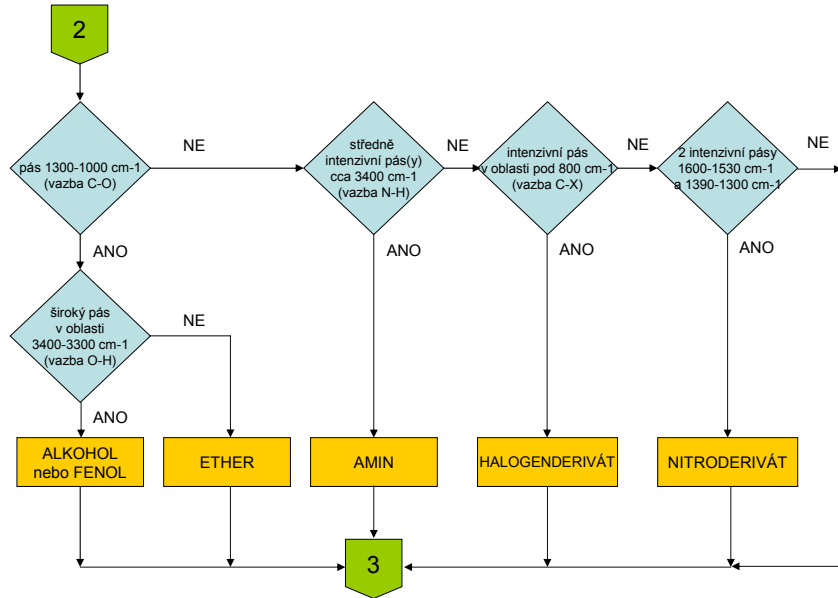 2
pás 1300-1000 cm-1
(vazba C-O)
NE
středně
intenzivní pás(y)
cca 3400 cm-1
(vazba N-H)
NE
intenzivní pás
v oblasti pod 800 cm-1
(vazba C-X)
NE
2 intenzivní pásy
1600-1530 cm-1
a 1390-1300 cm-1
NE
ANO
ANO
ANO
ANO
široký pás
v oblasti
3400-3300 cm-1
(vazba O-H)
NE
ANO
ALKOHOL
nebo FENOL
ETHER
AMIN
HALOGENDERIVÁT
NITRODERIVÁT
3